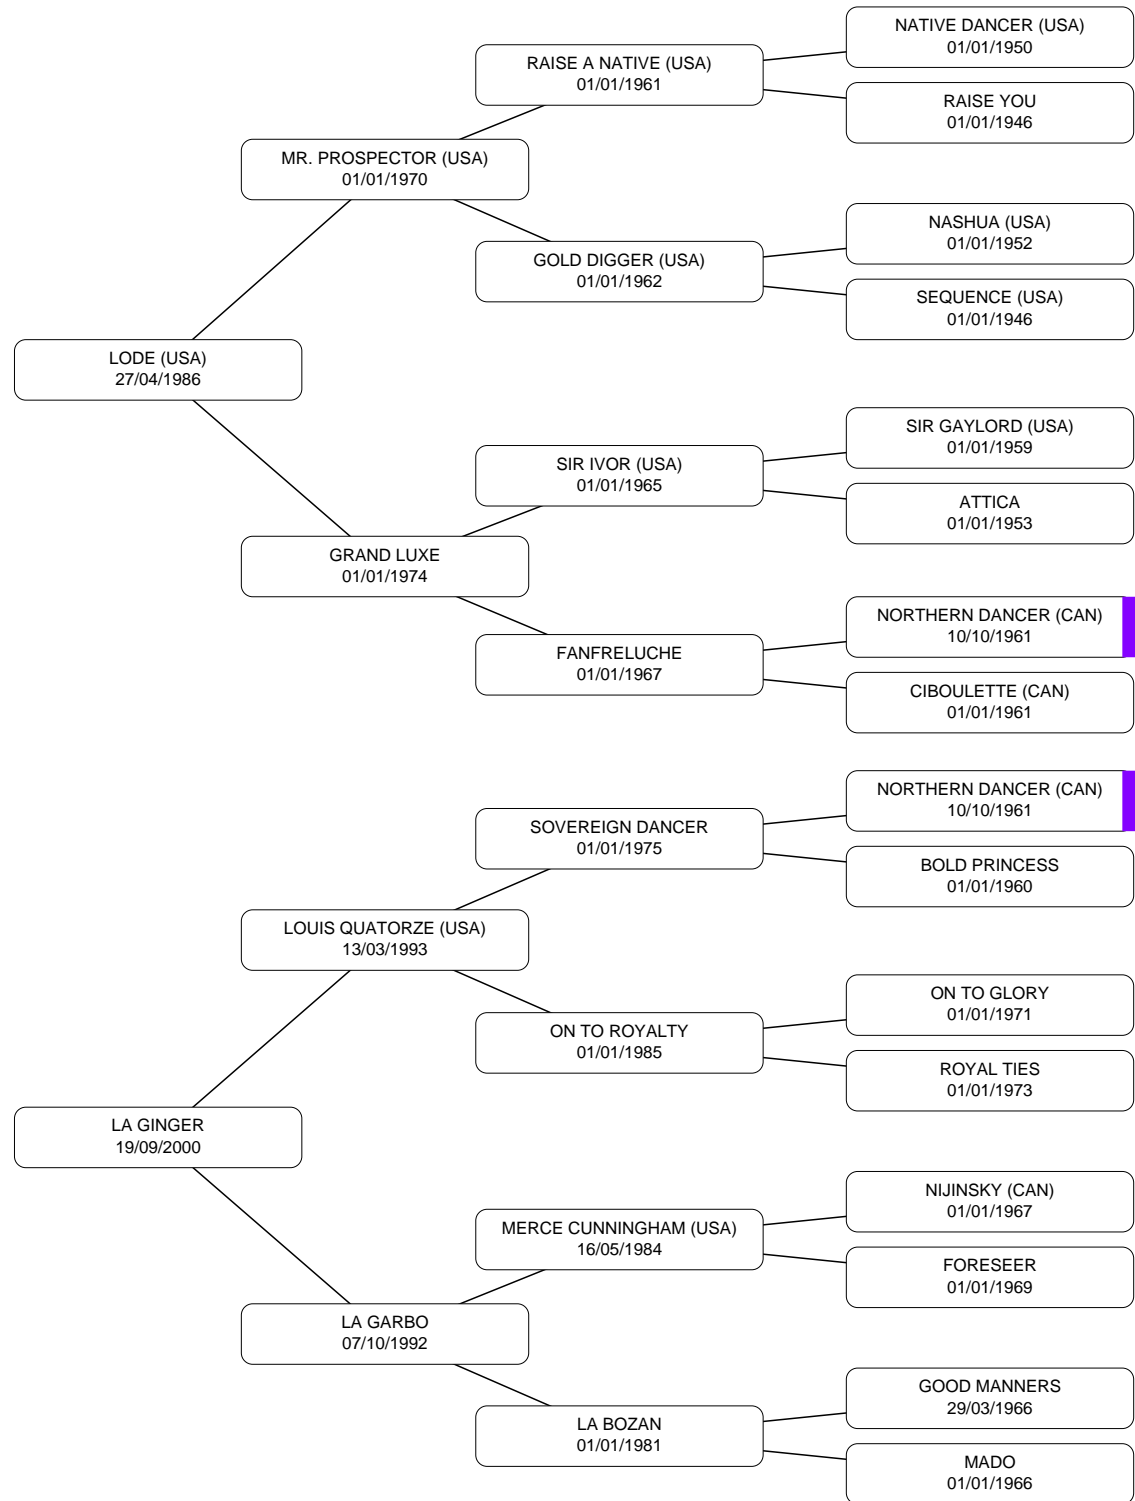 NATIVE DANCER (USA)
01/01/1950
RAISE A NATIVE (USA)
01/01/1961
RAISE YOU
01/01/1946
MR. PROSPECTOR (USA)
01/01/1970
NASHUA (USA)
01/01/1952
GOLD DIGGER (USA)
01/01/1962
SEQUENCE (USA)
01/01/1946
LODE (USA)
27/04/1986
SIR GAYLORD (USA)
01/01/1959
SIR IVOR (USA)
01/01/1965
ATTICA
01/01/1953
GRAND LUXE
01/01/1974
NORTHERN DANCER (CAN)
10/10/1961
FANFRELUCHE
01/01/1967
CIBOULETTE (CAN)
01/01/1961
NORTHERN DANCER (CAN)
10/10/1961
SOVEREIGN DANCER
01/01/1975
BOLD PRINCESS
01/01/1960
LOUIS QUATORZE (USA)
13/03/1993
ON TO GLORY
01/01/1971
ON TO ROYALTY
01/01/1985
ROYAL TIES
01/01/1973
LA GINGER
19/09/2000
NIJINSKY (CAN)
01/01/1967
MERCE CUNNINGHAM (USA)
16/05/1984
FORESEER
01/01/1969
LA GARBO
07/10/1992
GOOD MANNERS
29/03/1966
LA BOZAN
01/01/1981
MADO
01/01/1966